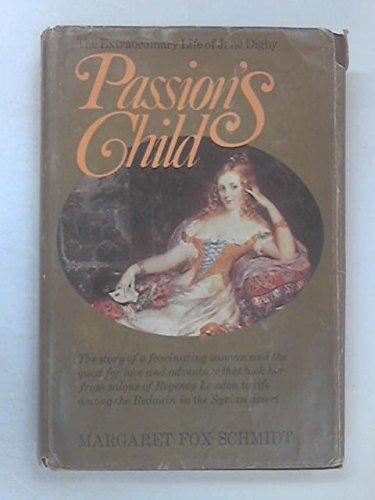 The Extraordinary Life of Jane Digby
Passion's
Child
The story of a fascinating woman and the
quest for love and adventure that took her
from salons of Regency London to life
among the Bedouin in the Syrian desert
MARGARET FOX SCHMIDT